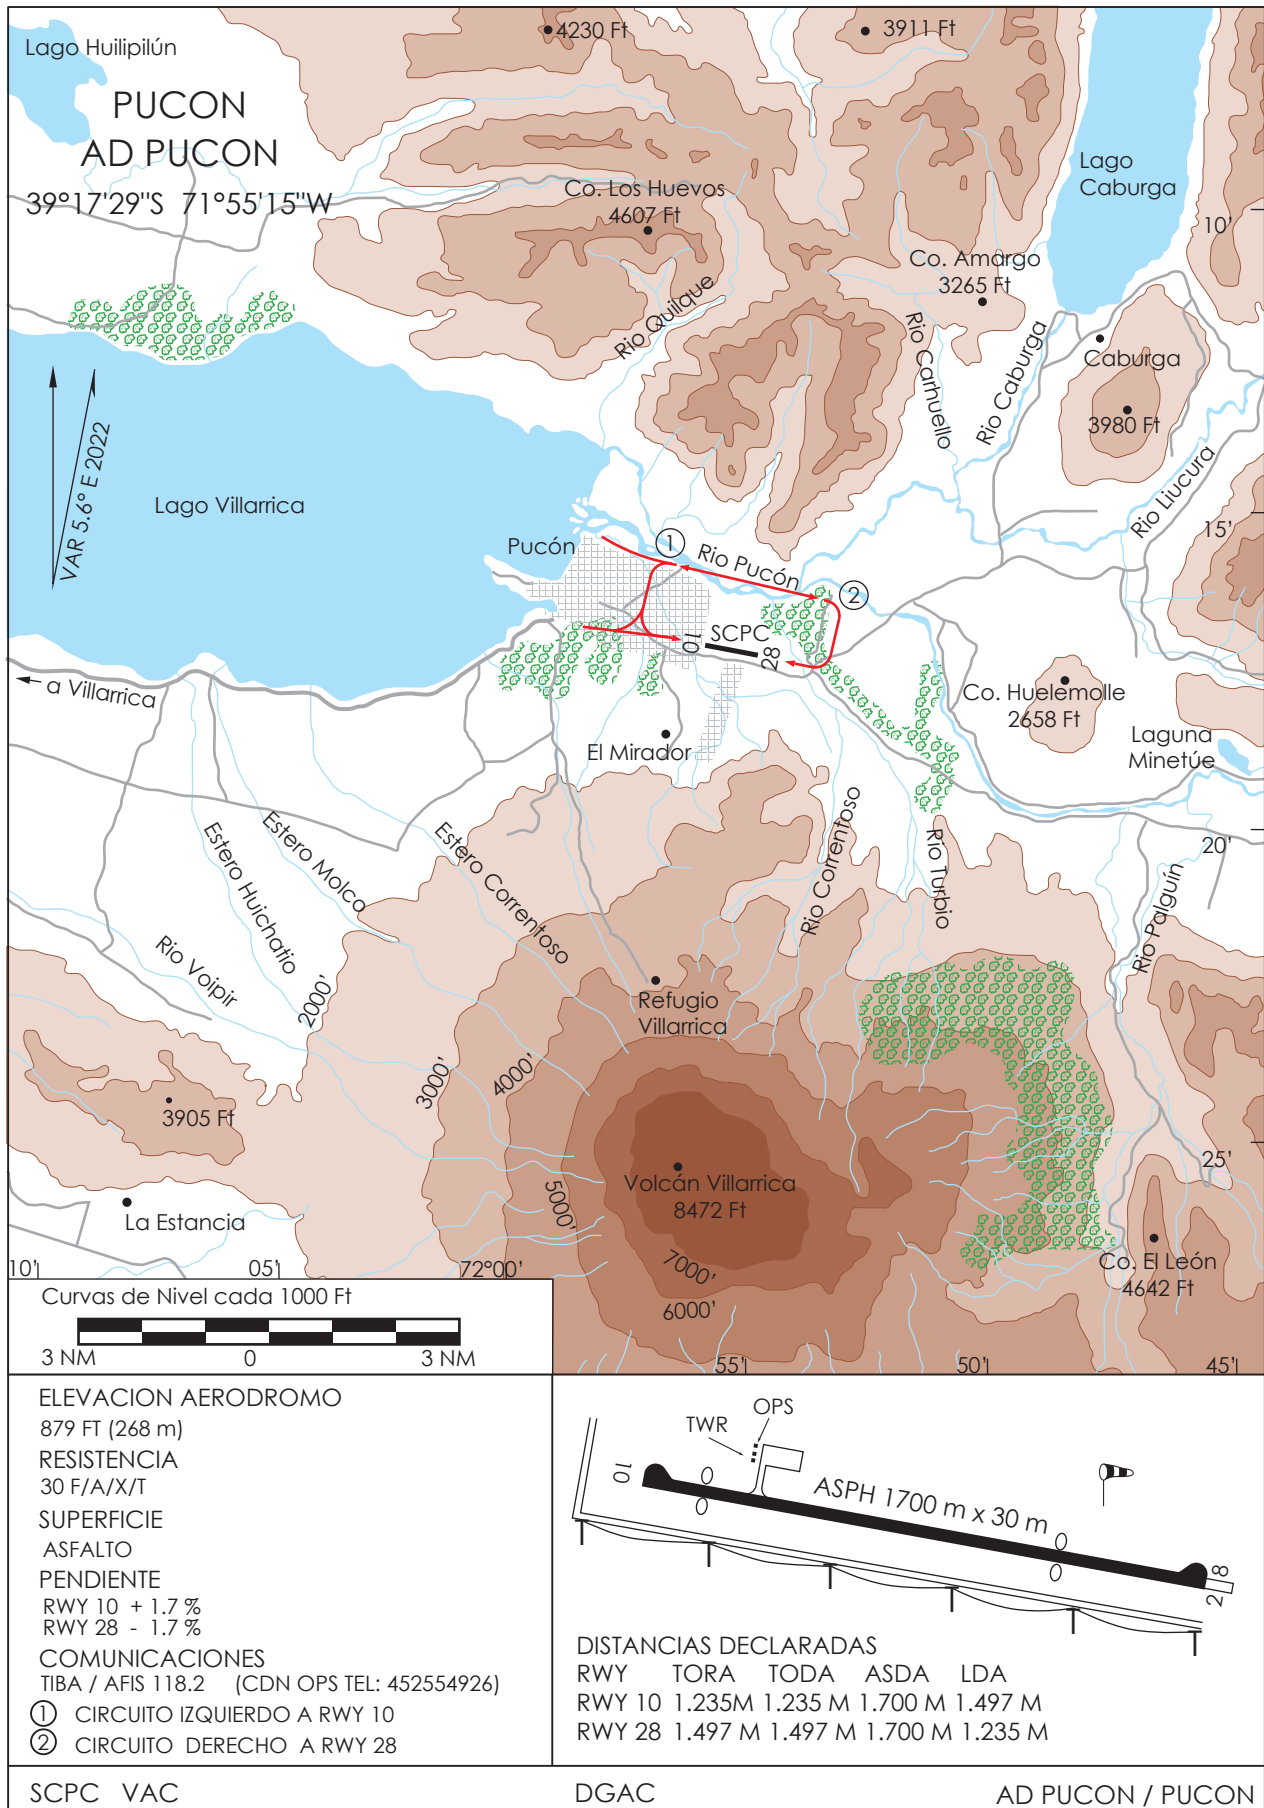 Lago Huilipilún
4230 Ft
3911 Ft
PUCON
AD PUCON
39°17'29"S 71°55'15"W
Lago
Caburga
Co. Los Huevos
4607 Ft
10'
Co. Amargo
3265 Ft
Rio Quilque
Rio Carhuello
Rio Caburga
Caburga
3980 Ft
Rio Liucura
VAR 5.6° E 2022
Lago Villarrica
15'
Pucón
1
Rio Pucón
2
10
SCPC
28
a Villarrica
Co. Huelemolle
2658 Ft
Laguna
Minetúe
El Mirador
Estero Huichatio
Estero Molco
Estero Correntoso
Rio Correntoso
Rio Turbio
20'
Rio Palguín
Rio Voipir
2000'
Refugio
Villarrica
3000'
4000'
3905 Ft
Volcán Villarrica
8472 Ft
25'
5000'
La Estancia
7000'
6000'
Co. El León
4642 Ft
10'
05'
72°00'
55'
50'
45'
Curvas de Nivel cada 1000 Ft
3 NM 0 3 NM
ELEVACION AERODROMO
879 FT (268 m)
RESISTENCIA
30 F/A/X/T
SUPERFICIE
ASFALTO
PENDIENTE
RWY 10 + 1.7 %
RWY 28 - 1.7 %
COMUNICACIONES
TIBA / AFIS 118.2 (CDN OPS TEL: 452554926)
1 CIRCUITO IZQUIERDO A RWY 10
2 CIRCUITO DERECHO A RWY 28
OPS
TWR
10
ASPH 1700 m x 30 m
28
DISTANCIAS DECLARADAS
RWY TORA TODA ASDA LDA
RWY 10 1.235M 1.235 M 1.700 M 1.497 M
RWY 28 1.497 M 1.497 M 1.700 M 1.235 M
SCPC VAC
DGAC
AD PUCON / PUCON